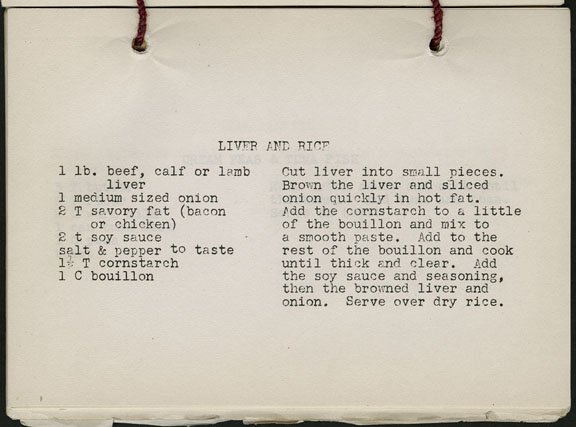 LIVER AND RICE
1 lb. beef, calf or lamb
liver
1 medium sized onion
2 T savory fat (bacon
or chicken)
2 t soy sauce
salt & pepper to taste
1½ T cornstarch
1 C bouillon
Cut liver into small pieces.
Brown the liver and sliced
onion quickly in hot fat.
Add the cornstarch to a little
of the bouillon and mix to
a smooth paste. Add to the
rest of the bouillon and cook
until thick and clear. Add
the soy sauce and seasoning,
then the browned liver and
onion. Serve over dry rice.